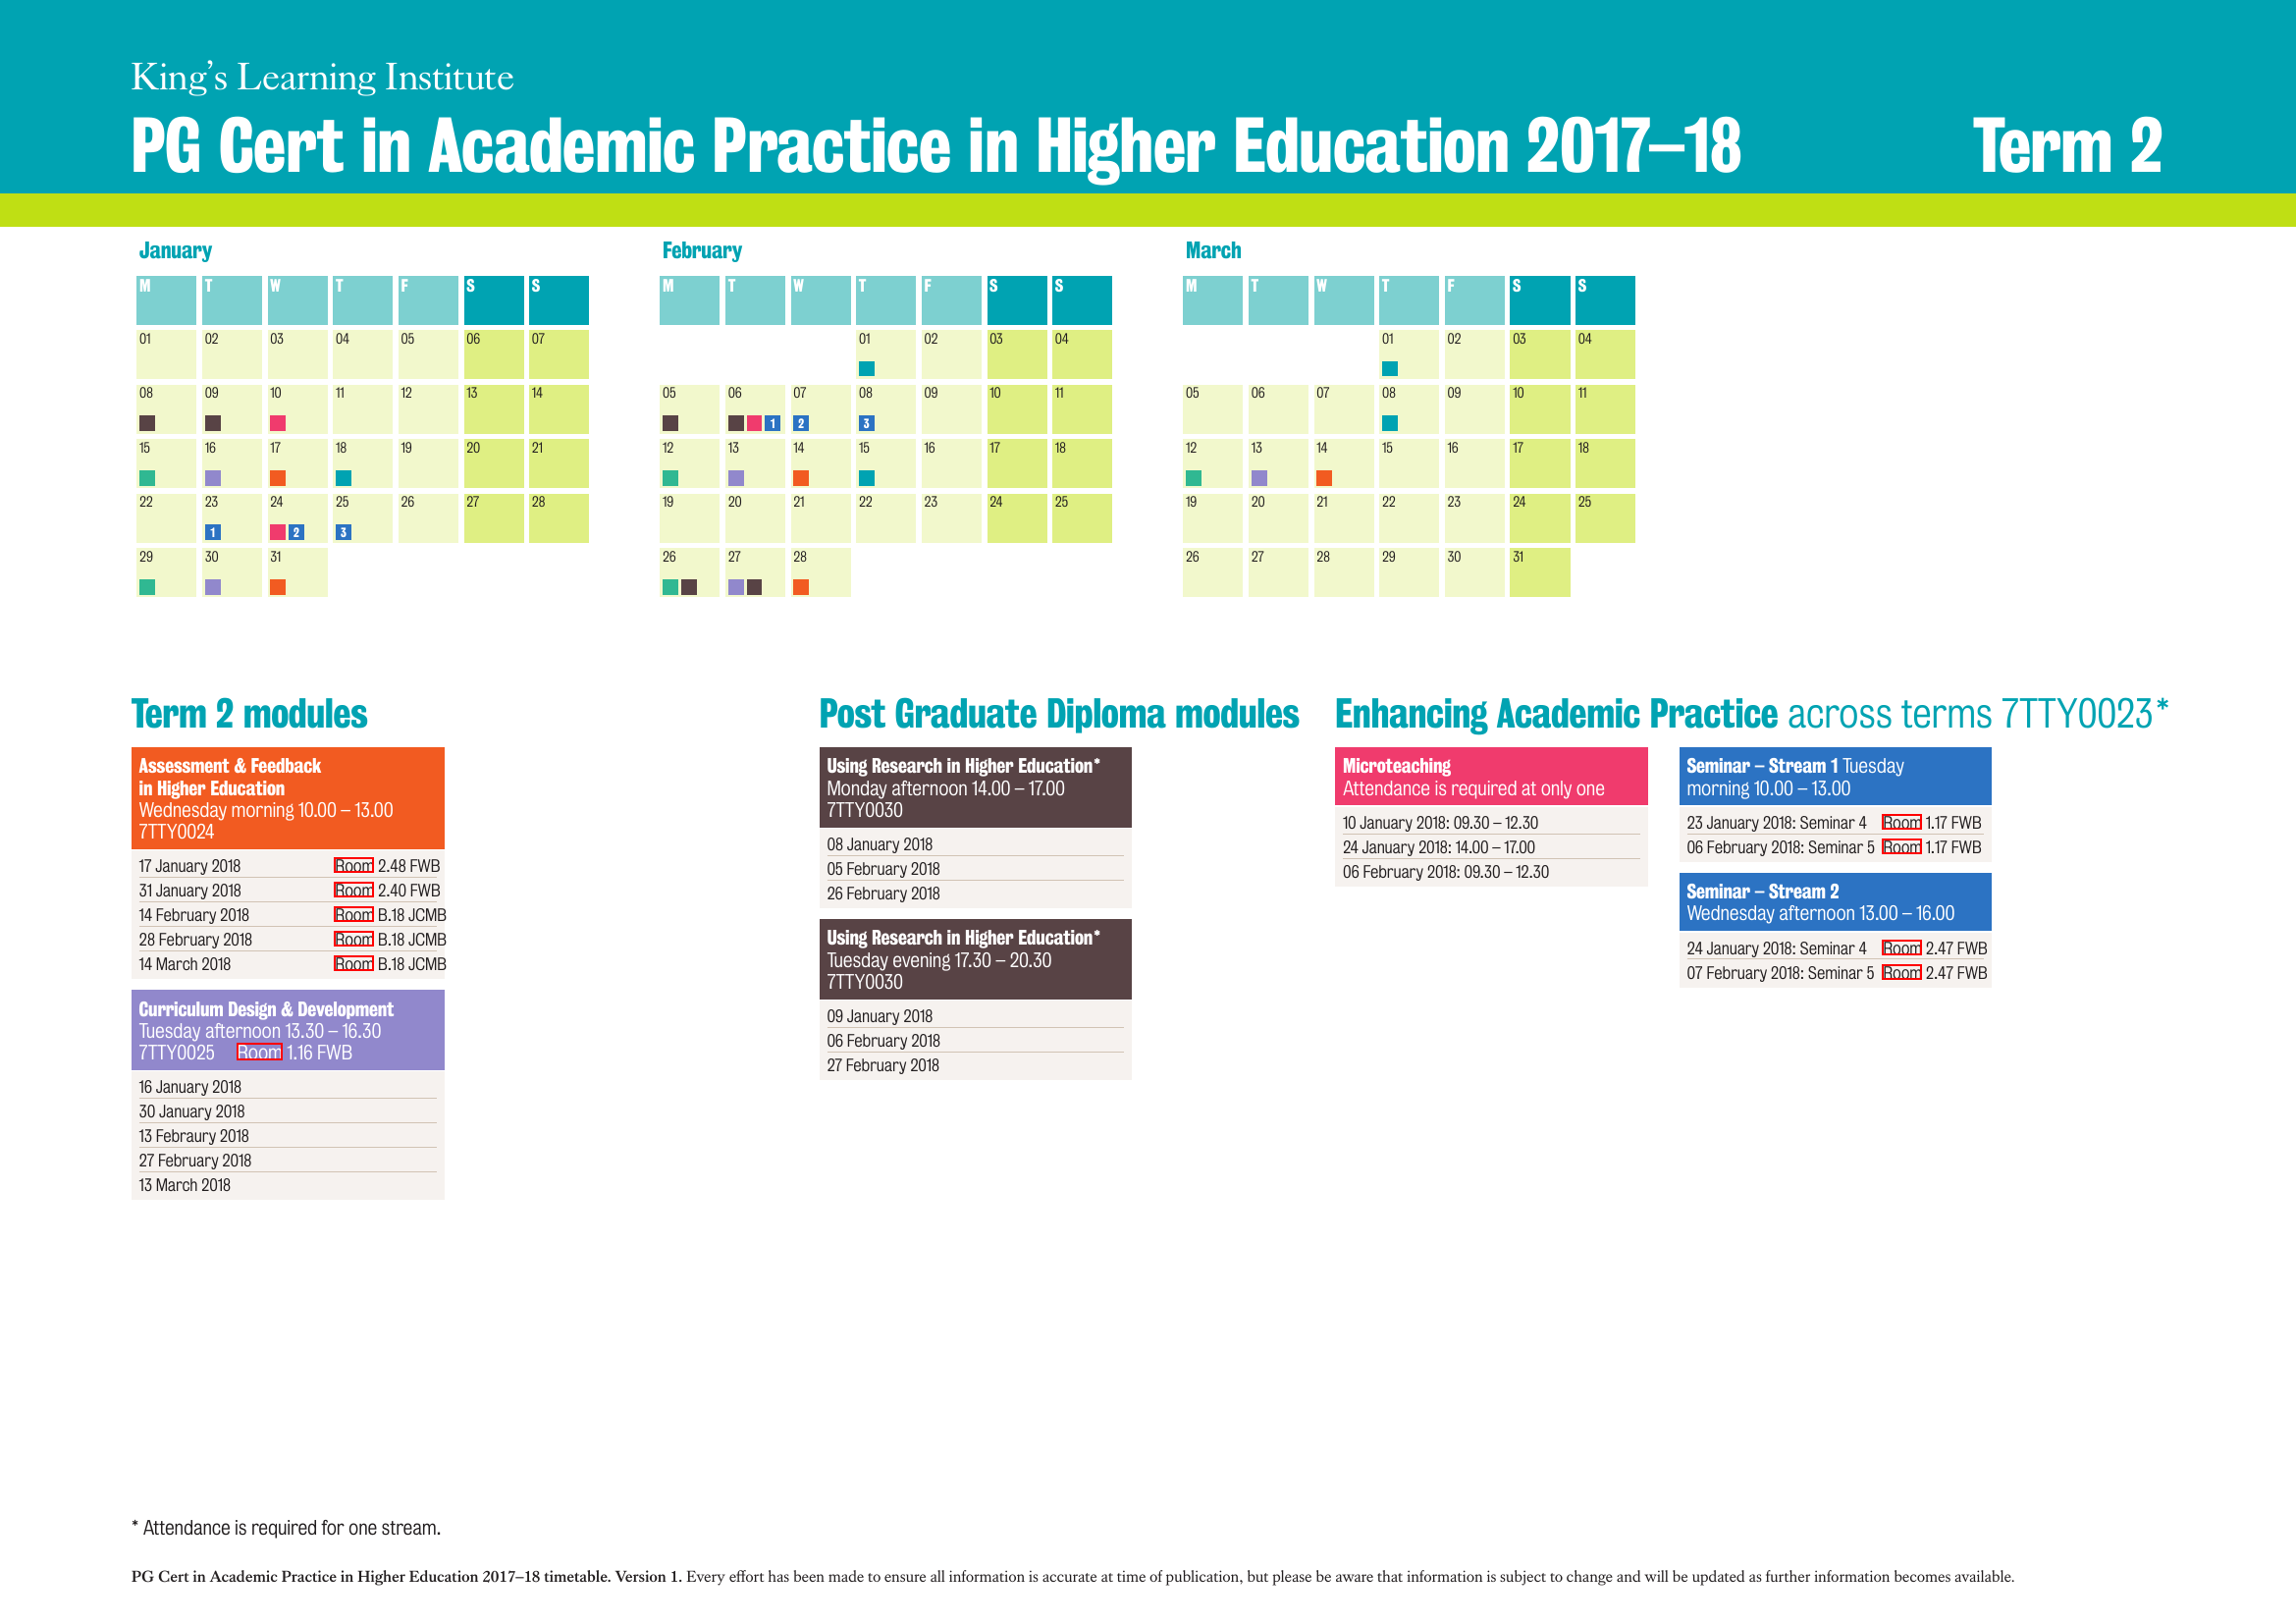 King's Learning Institute
PG Cert in Academic Practice in Higher Education 2017–18 Term 2
January
M T W T F S S
01 02 03 04 05 06 07
08 09 10 11 12 13 14
15 16 17 18 19 20 21
22 23 24 25 26 27 28
1 2 3
29 30 31
February
M T W T F S S
01 02 03 04
05 06 07 08 09 10 11
1 2 3
12 13 14 15 16 17 18
19 20 21 22 23 24 25
26 27 28
March
M T W T F S S
01 02 03 04
05 06 07 08 09 10 11
12 13 14 15 16 17 18
19 20 21 22 23 24 25
26 27 28 29 30 31
Term 2 modules
Assessment & Feedback
in Higher Education
Wednesday morning 10.00 – 13.00
7TTY0024
17 January 2018 Room 2.48 FWB
31 January 2018 Room 2.40 FWB
14 February 2018 Room B.18 JCMB
28 February 2018 Room B.18 JCMB
14 March 2018 Room B.18 JCMB
Curriculum Design & Development
Tuesday afternoon 13.30 – 16.30
7TTY0025 Room 1.16 FWB
16 January 2018
30 January 2018
13 Febraury 2018
27 February 2018
13 March 2018
Post Graduate Diploma modules
Using Research in Higher Education*
Monday afternoon 14.00 – 17.00
7TTY0030
08 January 2018
05 February 2018
26 February 2018
Using Research in Higher Education*
Tuesday evening 17.30 – 20.30
7TTY0030
09 January 2018
06 February 2018
27 February 2018
Enhancing Academic Practice across terms 7TTY0023*
Microteaching
Attendance is required at only one
10 January 2018: 09.30 – 12.30
24 January 2018: 14.00 – 17.00
06 February 2018: 09.30 – 12.30
Seminar – Stream 1 Tuesday
morning 10.00 – 13.00
23 January 2018: Seminar 4 Room 1.17 FWB
06 February 2018: Seminar 5 Room 1.17 FWB
Seminar – Stream 2
Wednesday afternoon 13.00 – 16.00
24 January 2018: Seminar 4 Room 2.47 FWB
07 February 2018: Seminar 5 Room 2.47 FWB
* Attendance is required for one stream.
PG Cert in Academic Practice in Higher Education 2017–18 timetable. Version 1. Every effort has been made to ensure all information is accurate at time of publication, but please be aware that information is subject to change and will be updated as further information becomes available.